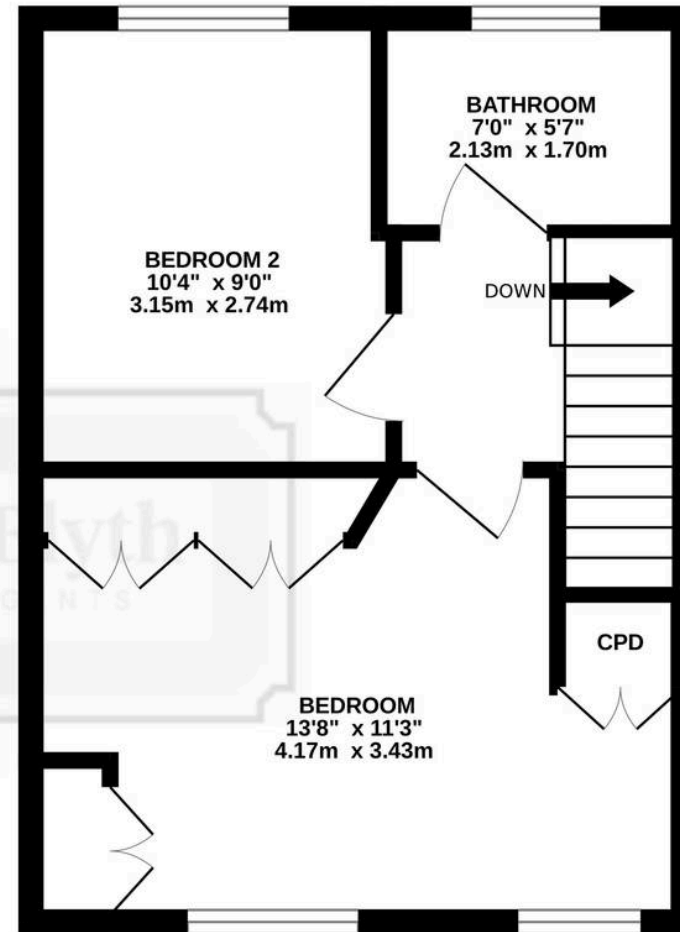 BATHROOM
7'0" x 5'7"
2.13m x 1.70m
BEDROOM 2
10'4" x 9'0"
3.15m x 2.74m
DOWN
CPD
BEDROOM
13'8" x 11'3"
4.17m x 3.43m